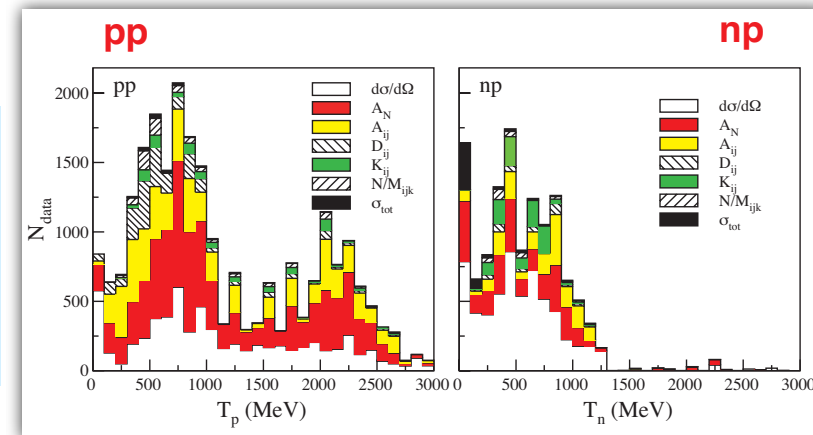 pp
np
pp
dσ/dΩ
A_N
A_ij
D_ij
K_ij
N/M_ijk
σ_tot
np
dσ/dΩ
A_N
A_ij
D_ij
K_ij
N/M_ijk
σ_tot
N_data
2000
1500
1000
500
0
0 500 1000 1500 2000 2500 3000
0 500 1000 1500 2000 2500 3000
T_p (MeV)
T_n (MeV)